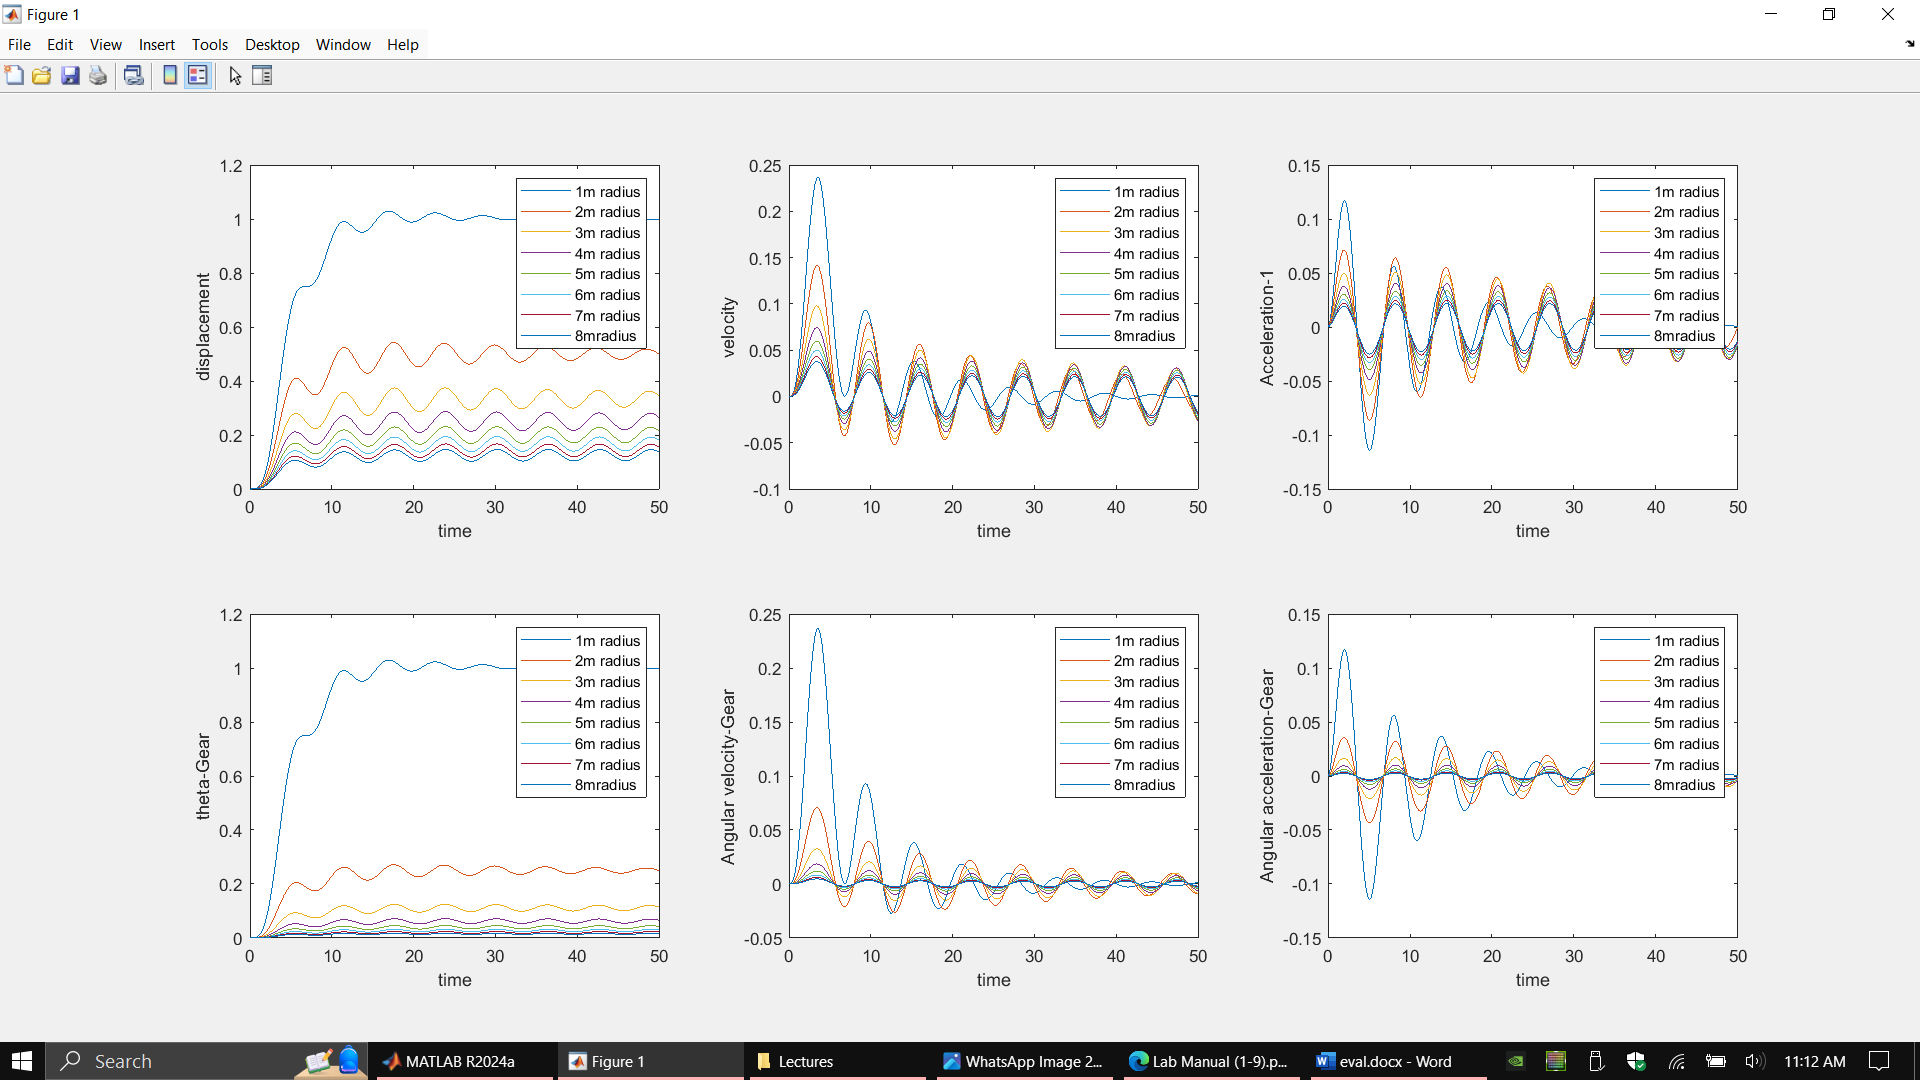 Figure 1
File Edit View Insert Tools Desktop Window Help
1.2
1
0.8
0.6
0.4
0.2
0
displacement
0 10 20 30 40 50
time
1m radius
2m radius
3m radius
4m radius
5m radius
6m radius
7m radius
8mradius
0.25
0.2
0.15
0.1
0.05
0
-0.05
-0.1
velocity
0 10 20 30 40 50
time
1m radius
2m radius
3m radius
4m radius
5m radius
6m radius
7m radius
8mradius
0.15
0.1
0.05
0
-0.05
-0.1
-0.15
Acceleration-1
0 10 20 30 40 50
time
1m radius
2m radius
3m radius
4m radius
5m radius
6m radius
7m radius
8mradius
1.2
1
0.8
0.6
0.4
0.2
0
theta-Gear
0 10 20 30 40 50
time
1m radius
2m radius
3m radius
4m radius
5m radius
6m radius
7m radius
8mradius
0.25
0.2
0.15
0.1
0.05
0
-0.05
Angular velocity-Gear
0 10 20 30 40 50
time
1m radius
2m radius
3m radius
4m radius
5m radius
6m radius
7m radius
8mradius
0.15
0.1
0.05
0
-0.05
-0.1
-0.15
Angular acceleration-Gear
0 10 20 30 40 50
time
1m radius
2m radius
3m radius
4m radius
5m radius
6m radius
7m radius
8mradius
Search MATLAB R2024a Figure 1 Lectures WhatsApp Image 2... Lab Manual (1-9).p... eval.docx - Word 11:12 AM